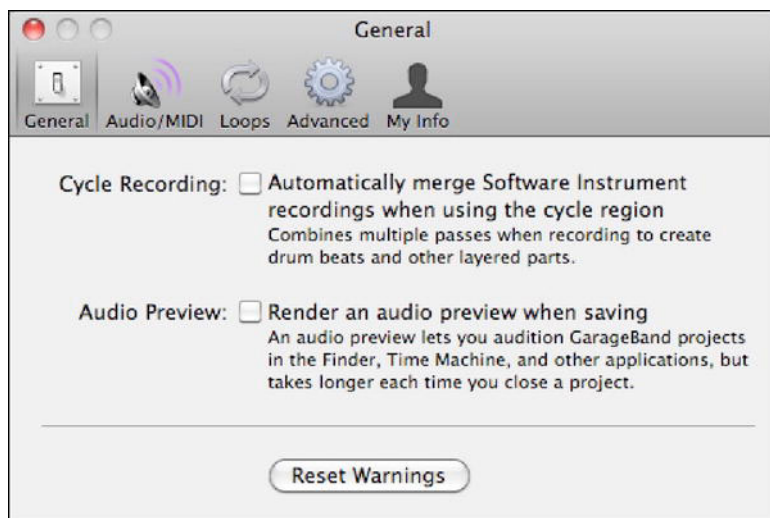 General
General Audio/MIDI Loops Advanced My Info
Cycle Recording: Automatically merge Software Instrument
recordings when using the cycle region
Combines multiple passes when recording to create
drum beats and other layered parts.
Audio Preview: Render an audio preview when saving
An audio preview lets you audition GarageBand projects
in the Finder, Time Machine, and other applications, but
takes longer each time you close a project.
Reset Warnings